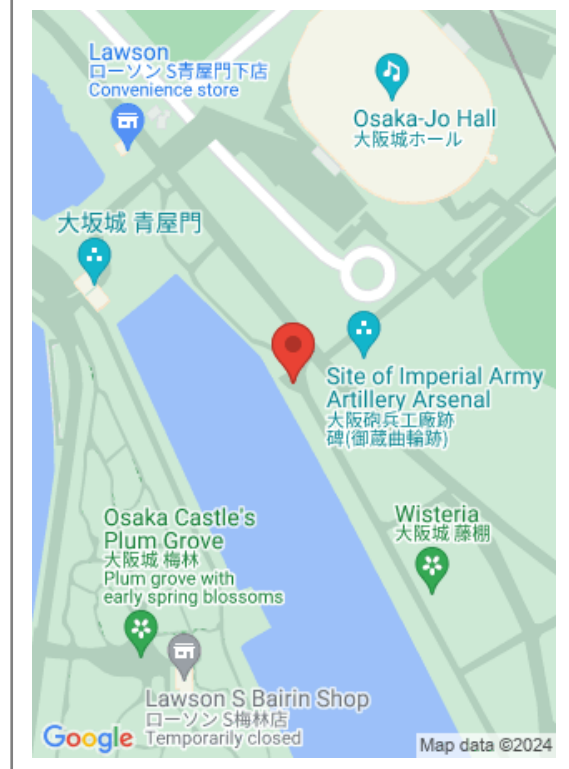 Lawson
ローソン S青屋門下店
Convenience store
Osaka-Jo Hall
大阪城ホール
大坂城 青屋門
Site of Imperial Army
Artillery Arsenal
大阪砲兵工廠跡
碑(御蔵曲輪跡)
Osaka Castle's
Plum Grove
大阪城 梅林
Plum grove with
early spring blossoms
Wisteria
大阪城 藤棚
Lawson S Bairin Shop
ローソン S梅林店
Temporarily closed
Google
Map data ©2024